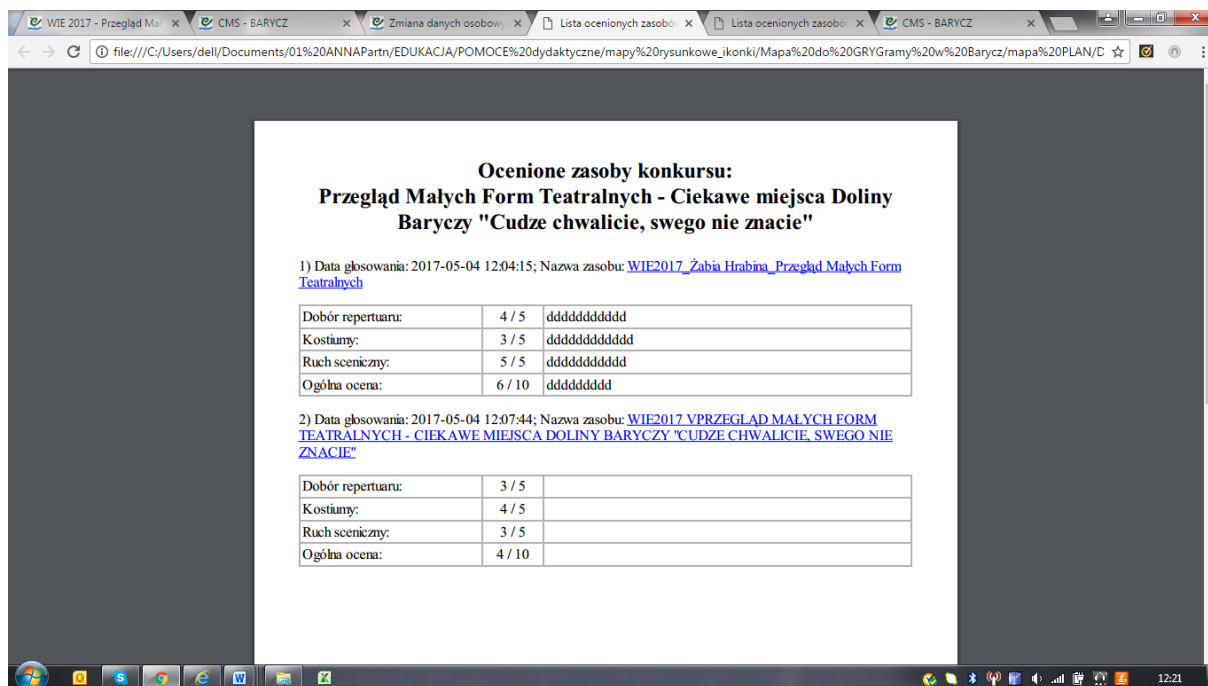 WIE 2017 - Przegląd Ma
CMS - BARYCZ
Zmiana danych osobow
Lista ocenionych zasobó
Lista ocenionych zasobó
CMS - BARYCZ
file:///C:/Users/dell/Documents/01%20ANNAPartn/EDUKACJA/POMOCE%20dydaktyczne/mapy%20rysunkowe_ikonki/Mapa%20do%20GRYGramy%20w%20Barycz/mapa%20PLAN/D
Ocenione zasoby konkursu:
Przegląd Małych Form Teatralnych - Ciekawe miejsca Doliny
Baryczy "Cudze chwalicie, swego nie znacie"
1) Data głosowania: 2017-05-04 12:04:15; Nazwa zasobu: WIE2017_Żabia Hrabina_Przegląd Małych Form
Teatralnych
Dobór repertuaru: 4 / 5 ddddddddddd
Kostiumy: 3 / 5 dddddddddddd
Ruch sceniczny: 5 / 5 ddddddddddd
Ogólna ocena: 6 / 10 ddddddddd
2) Data głosowania: 2017-05-04 12:07:44; Nazwa zasobu: WIE2017 VPRZEGLĄD MAŁYCH FORM
TEATRALNYCH - CIEKAWE MIEJSCA DOLINY BARYCZY "CUDZE CHWALICIE, SWEGO NIE
ZNACIE"
Dobór repertuaru: 3 / 5
Kostiumy: 4 / 5
Ruch sceniczny: 3 / 5
Ogólna ocena: 4 / 10
12:21